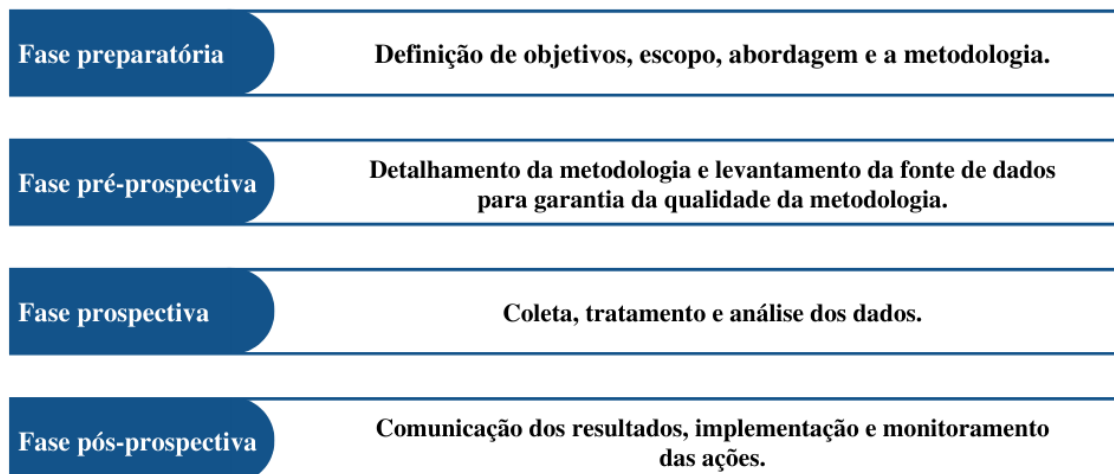 Fase preparatória
Definição de objetivos, escopo, abordagem e a metodologia.
Fase pré-prospectiva
Detalhamento da metodologia e levantamento da fonte de dados
para garantia da qualidade da metodologia.
Fase prospectiva
Coleta, tratamento e análise dos dados.
Fase pós-prospectiva
Comunicação dos resultados, implementação e monitoramento
das ações.